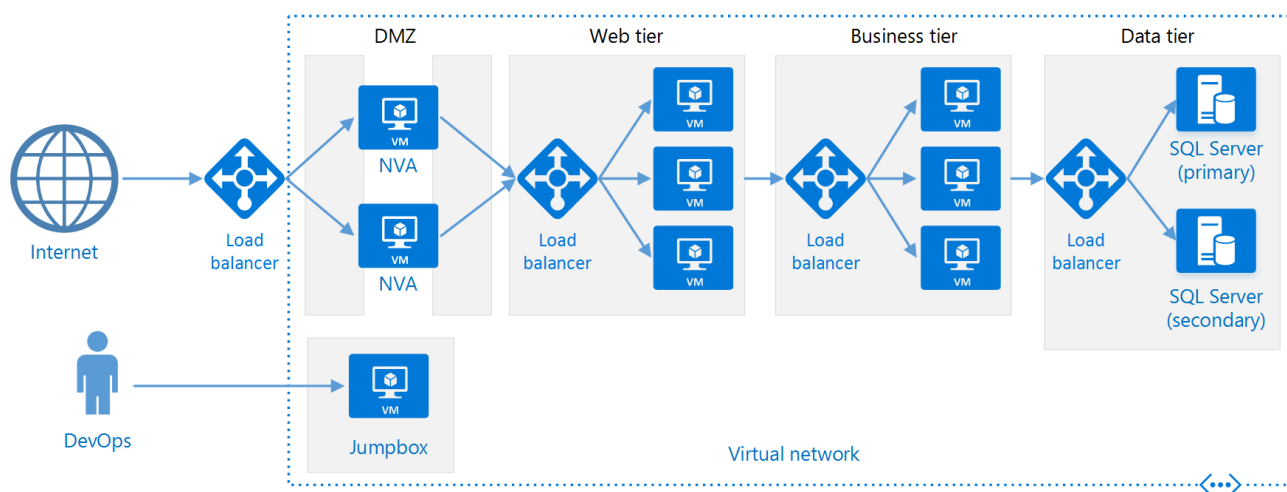 DMZ
Web tier
Business tier
Data tier
VM
NVA
VM
NVA
Internet
Load
balancer
Load
balancer
VM
VM
VM
Load
balancer
VM
VM
VM
Load
balancer
SQL Server
(primary)
SQL Server
(secondary)
DevOps
VM
Jumpbox
Virtual network